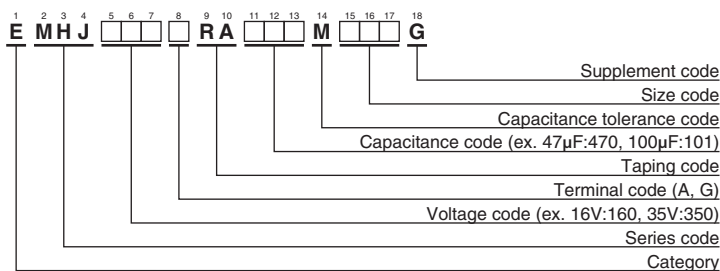 1 2 3 4 5 6 7 8 9 10 11 12 13 14 15 16 17 18
E M H J □□□ □ R A □□□ M □□□ G
Supplement code
Size code
Capacitance tolerance code
Capacitance code (ex. 47µF:470, 100µF:101)
Taping code
Terminal code (A, G)
Voltage code (ex. 16V:160, 35V:350)
Series code
Category